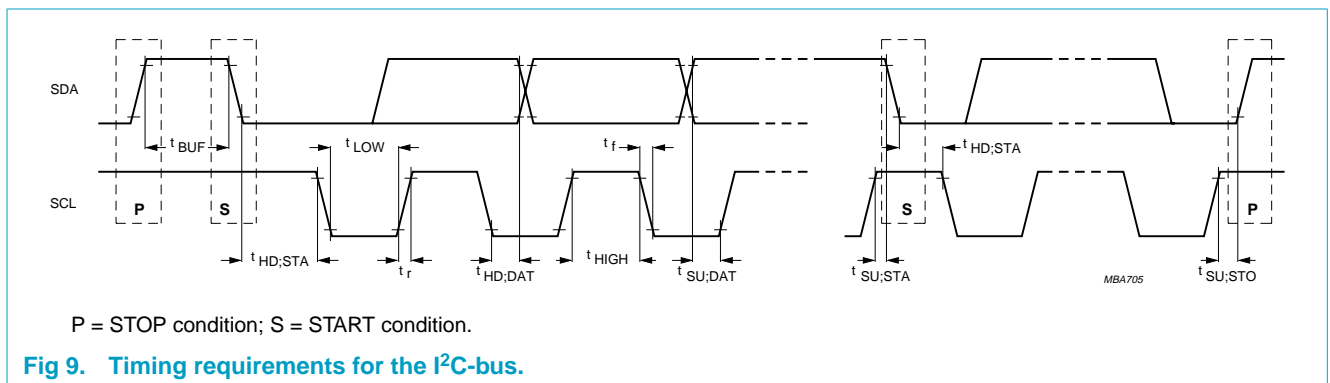 SDA
t BUF
t LOW
t f
t HD;STA
SCL
P
S
S
P
t HD;STA
t r
t HD;DAT
t HIGH
t SU;DAT
t SU;STA
MBA705
t SU;STO
P = STOP condition; S = START condition.
Fig 9. Timing requirements for the I²C-bus.